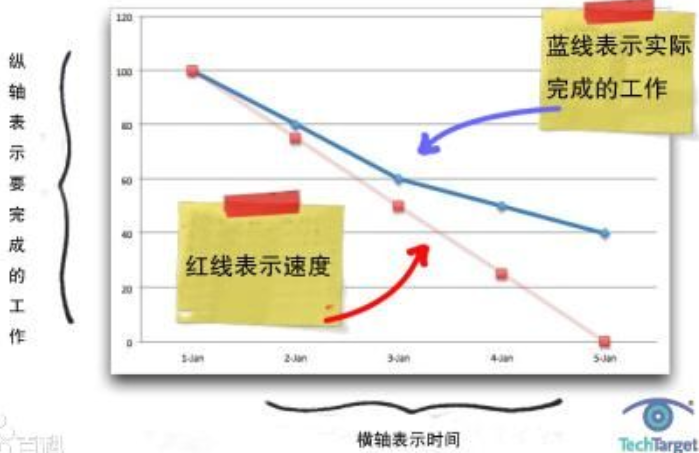 纵轴表示要完成的工作
120
100
80
60
40
20
0
蓝线表示实际
完成的工作
红线表示速度
1-Jan
2-Jan
3-Jan
4-Jan
5-Jan
横轴表示时间
百科
TechTarget